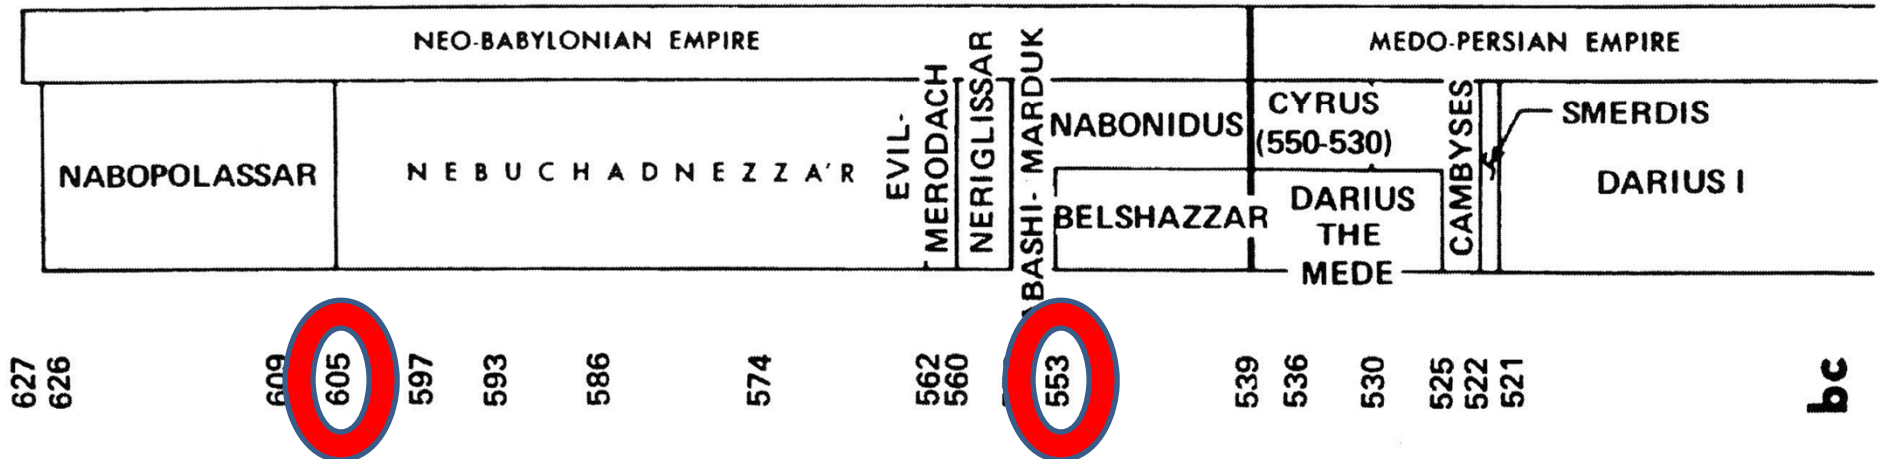 NEO-BABYLONIAN EMPIRE
MEDO-PERSIAN EMPIRE
NABOPOLASSAR
NEBUCHADNEZZA'R
EVIL-
MERODACH
NERIGLISSAR
BASHI-MARDUK
NABONIDUS
BELSHAZZAR
CYRUS
(550-530)
DARIUS
THE
MEDE
CAMBYSES
SMERDIS
DARIUS I
627
626
609
605
597
593
586
574
562
560
553
539
536
530
525
522
521
bc